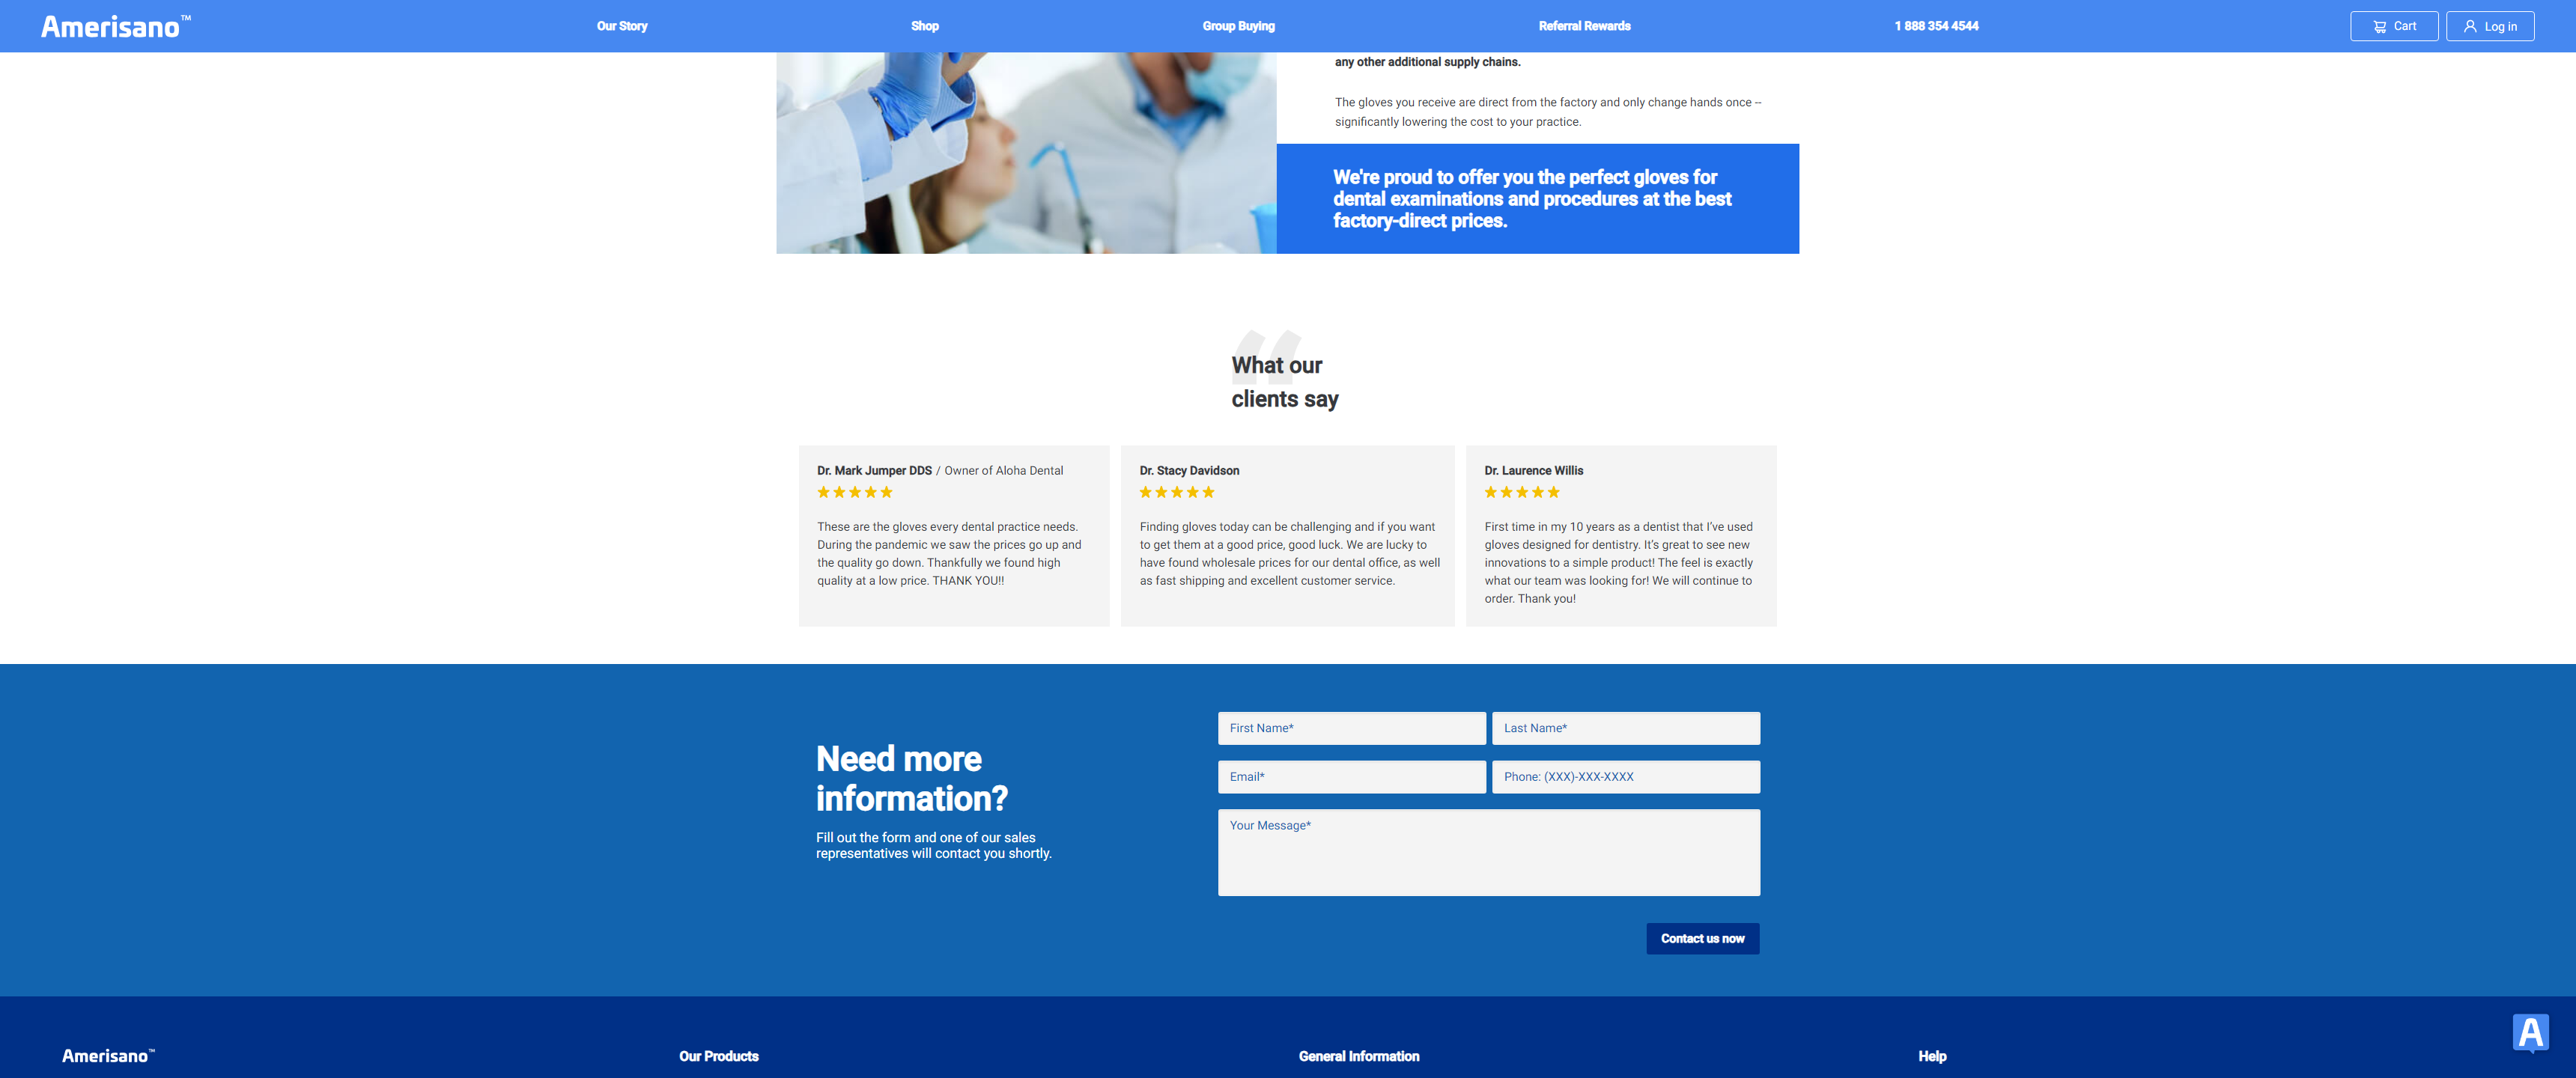 Amerisano™
Our Story
Shop
Group Buying
Referral Rewards
1 888 354 4544
Cart
Log in
any other additional supply chains.
The gloves you receive are direct from the factory and only change hands once –
significantly lowering the cost to your practice.
We're proud to offer you the perfect gloves for
dental examinations and procedures at the best
factory-direct prices.
“
What our
clients say
Dr. Mark Jumper DDS / Owner of Aloha Dental
These are the gloves every dental practice needs.
During the pandemic we saw the prices go up and
the quality go down. Thankfully we found high
quality at a low price. THANK YOU!!
Dr. Stacy Davidson
Finding gloves today can be challenging and if you want
to get them at a good price, good luck. We are lucky to
have found wholesale prices for our dental office, as well
as fast shipping and excellent customer service.
Dr. Laurence Willis
First time in my 10 years as a dentist that I’ve used
gloves designed for dentistry. It’s great to see new
innovations to a simple product! The feel is exactly
what our team was looking for! We will continue to
order. Thank you!
Need more
information?
Fill out the form and one of our sales
representatives will contact you shortly.
First Name*
Last Name*
Email*
Phone: (XXX)-XXX-XXXX
Your Message*
Contact us now
A
Amerisano™
Our Products
General Information
Help